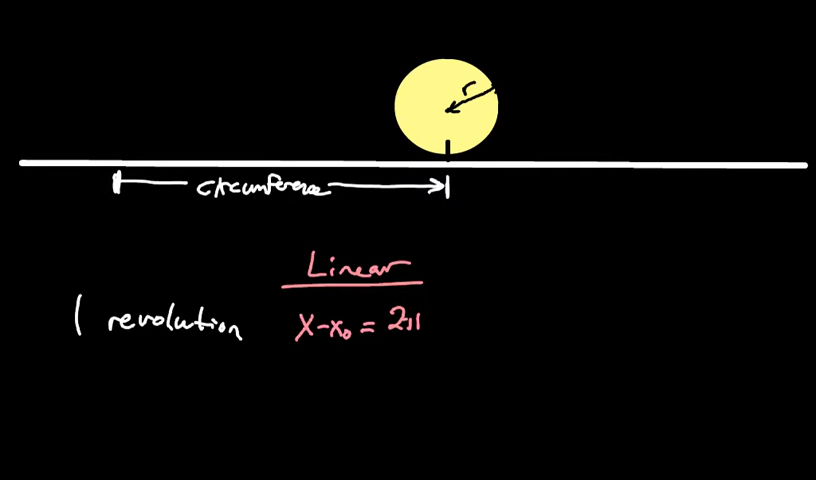 r
circumference
Linear
1 revolution x-x₀ = 2π